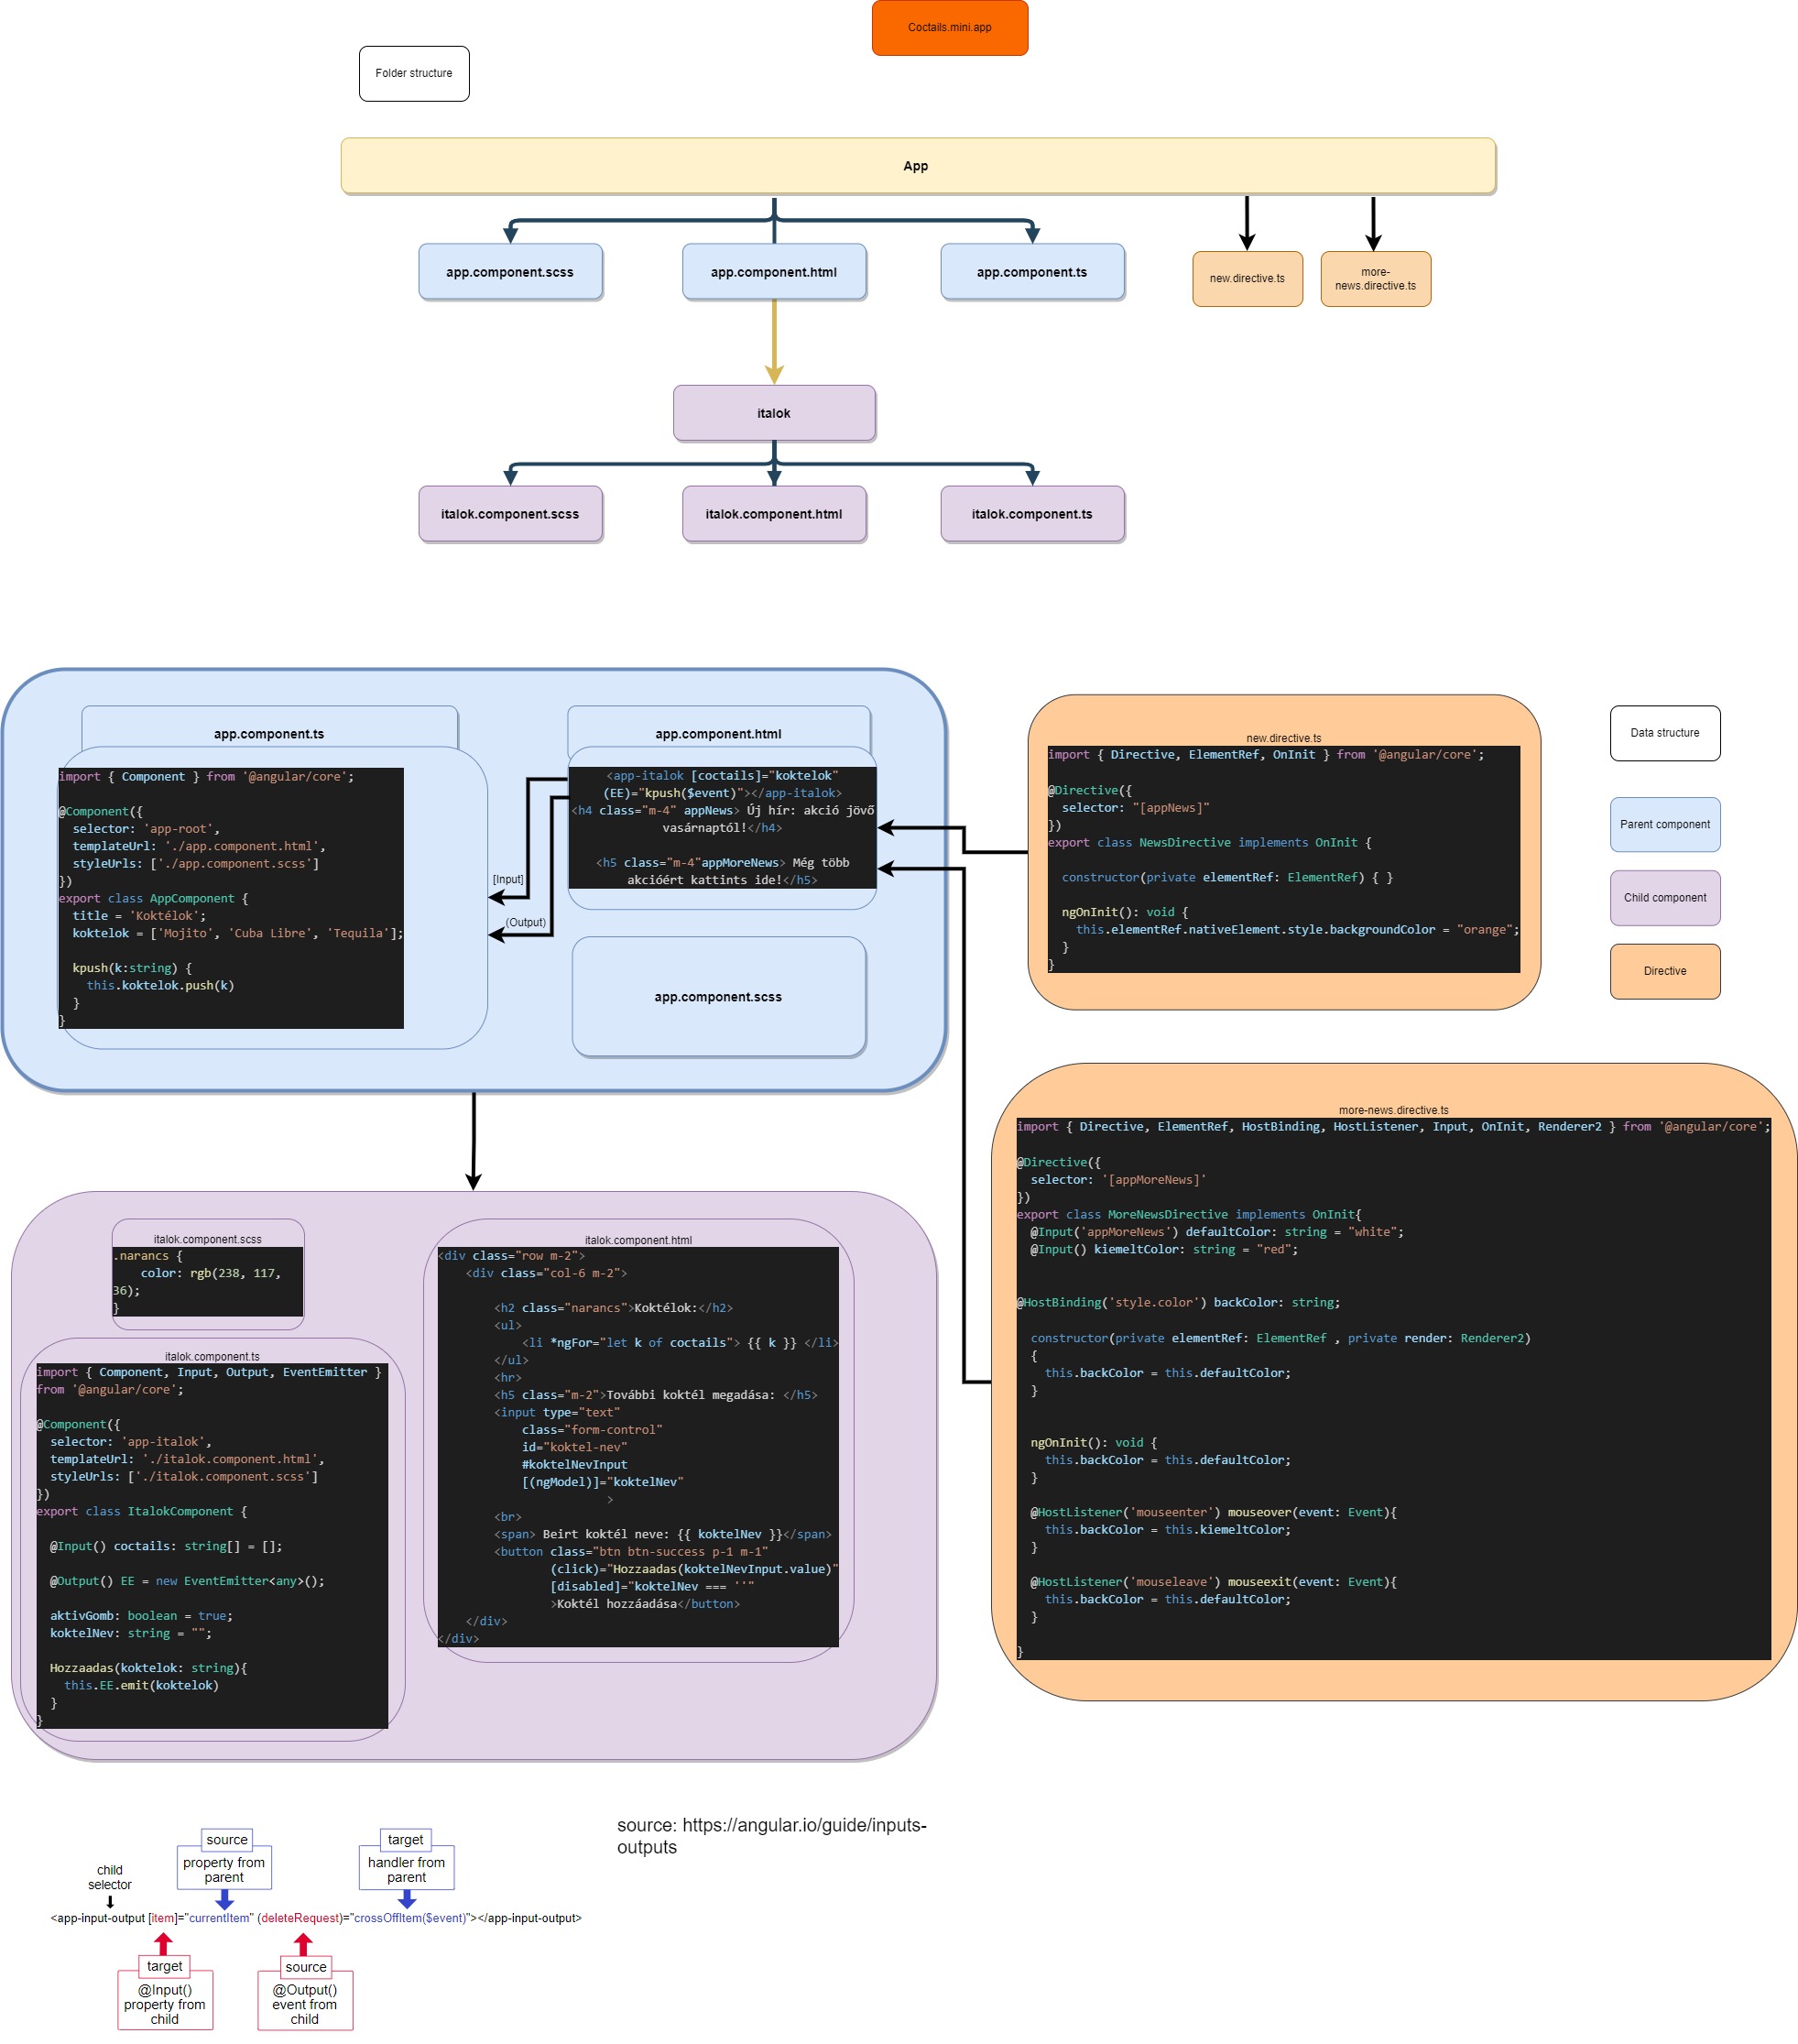 Coctails.mini.app
Folder structure
App
app.component.scss
app.component.html
app.component.ts
new.directive.ts
more-
news.directive.ts
italok
italok.component.scss
italok.component.html
italok.component.ts
app.component.ts
import { Component } from '@angular/core';
@Component({
selector: 'app-root',
templateUrl: './app.component.html',
styleUrls: ['./app.component.scss']
})
export class AppComponent {
title = 'Koktélok';
koktelok = ['Mojito', 'Cuba Libre', 'Tequila'];
kpush(k:string) {
this.koktelok.push(k)
}
}
app.component.html
<app-italok [coctails]="koktelok"
(EE)="kpush($event)"></app-italok>
<h4 class="m-4" appNews> Új hír: akció jövő
vasárnaptól!</h4>
<h5 class="m-4"appMoreNews> Még több
akcióért kattints ide!</h5>
[Input]
(Output)
app.component.scss
new.directive.ts
import { Directive, ElementRef, OnInit } from '@angular/core';
@Directive({
selector: "[appNews]"
})
export class NewsDirective implements OnInit {
constructor(private elementRef: ElementRef) { }
ngOnInit(): void {
this.elementRef.nativeElement.style.backgroundColor = "orange";
}
}
Data structure
Parent component
Child component
Directive
more-news.directive.ts
import { Directive, ElementRef, HostBinding, HostListener, Input, OnInit, Renderer2 } from '@angular/core';
@Directive({
selector: '[appMoreNews]'
})
export class MoreNewsDirective implements OnInit{
@Input('appMoreNews') defaultColor: string = "white";
@Input() kiemeltColor: string = "red";
@HostBinding('style.color') backColor: string;
constructor(private elementRef: ElementRef , private render: Renderer2)
{
this.backColor = this.defaultColor;
}
ngOnInit(): void {
this.backColor = this.defaultColor;
}
@HostListener('mouseenter') mouseover(event: Event){
this.backColor = this.kiemeltColor;
}
@HostListener('mouseleave') mouseexit(event: Event){
this.backColor = this.defaultColor;
}
}
italok.component.scss
.narancs {
color: rgb(238, 117,
36);
}
italok.component.ts
import { Component, Input, Output, EventEmitter }
from '@angular/core';
@Component({
selector: 'app-italok',
templateUrl: './italok.component.html',
styleUrls: ['./italok.component.scss']
})
export class ItalokComponent {
@Input() coctails: string[] = [];
@Output() EE = new EventEmitter<any>();
aktivGomb: boolean = true;
koktelNev: string = "";
Hozzaadas(koktelok: string){
this.EE.emit(koktelok)
}
}
italok.component.html
<div class="row m-2">
<div class="col-6 m-2">
<h2 class="narancs">Koktélok:</h2>
<ul>
<li *ngFor="let k of coctails"> {{ k }} </li>
</ul>
<hr>
<h5 class="m-2">További koktél megadása: </h5>
<input type="text"
class="form-control"
id="koktel-nev"
#koktelNevInput
[(ngModel)]="koktelNev"
>
<br>
<span> Beirt koktél neve: {{ koktelNev }}</span>
<button class="btn btn-success p-1 m-1"
(click)="Hozzaadas(koktelNevInput.value)"
[disabled]="koktelNev === ''"
>Koktél hozzáadása</button>
</div>
</div>
source: https://angular.io/guide/inputs-
outputs
child
selector
source
property from
parent
target
handler from
parent
<app-input-output [item]="currentItem" (deleteRequest)="crossOffItem($event)"></app-input-output>
target
@Input()
property from
child
source
@Output()
event from
child